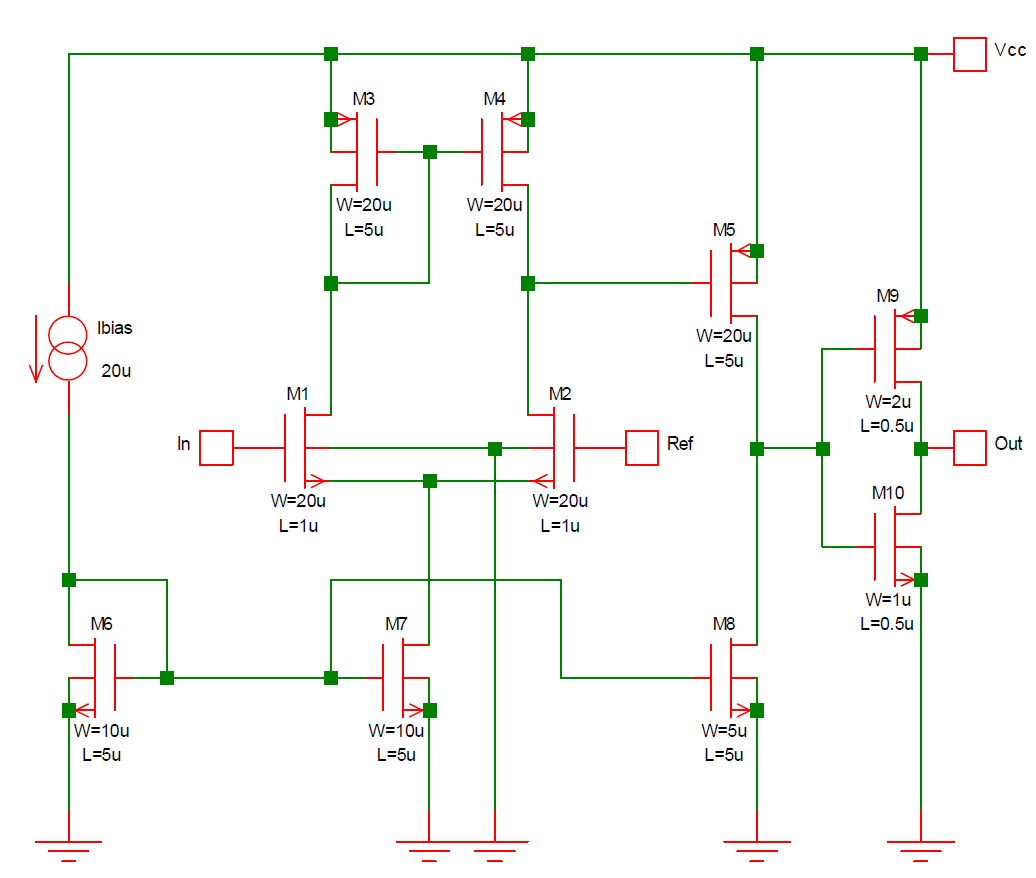 Vcc
M3
M4
W=20u
L=5u
W=20u
L=5u
M5
W=20u
L=5u
M9
W=2u
L=0.5u
Ibias
20u
M1
M2
In
Ref
Out
W=20u
L=1u
W=20u
L=1u
M10
W=1u
L=0.5u
M6
M7
M8
W=10u
L=5u
W=10u
L=5u
W=5u
L=5u